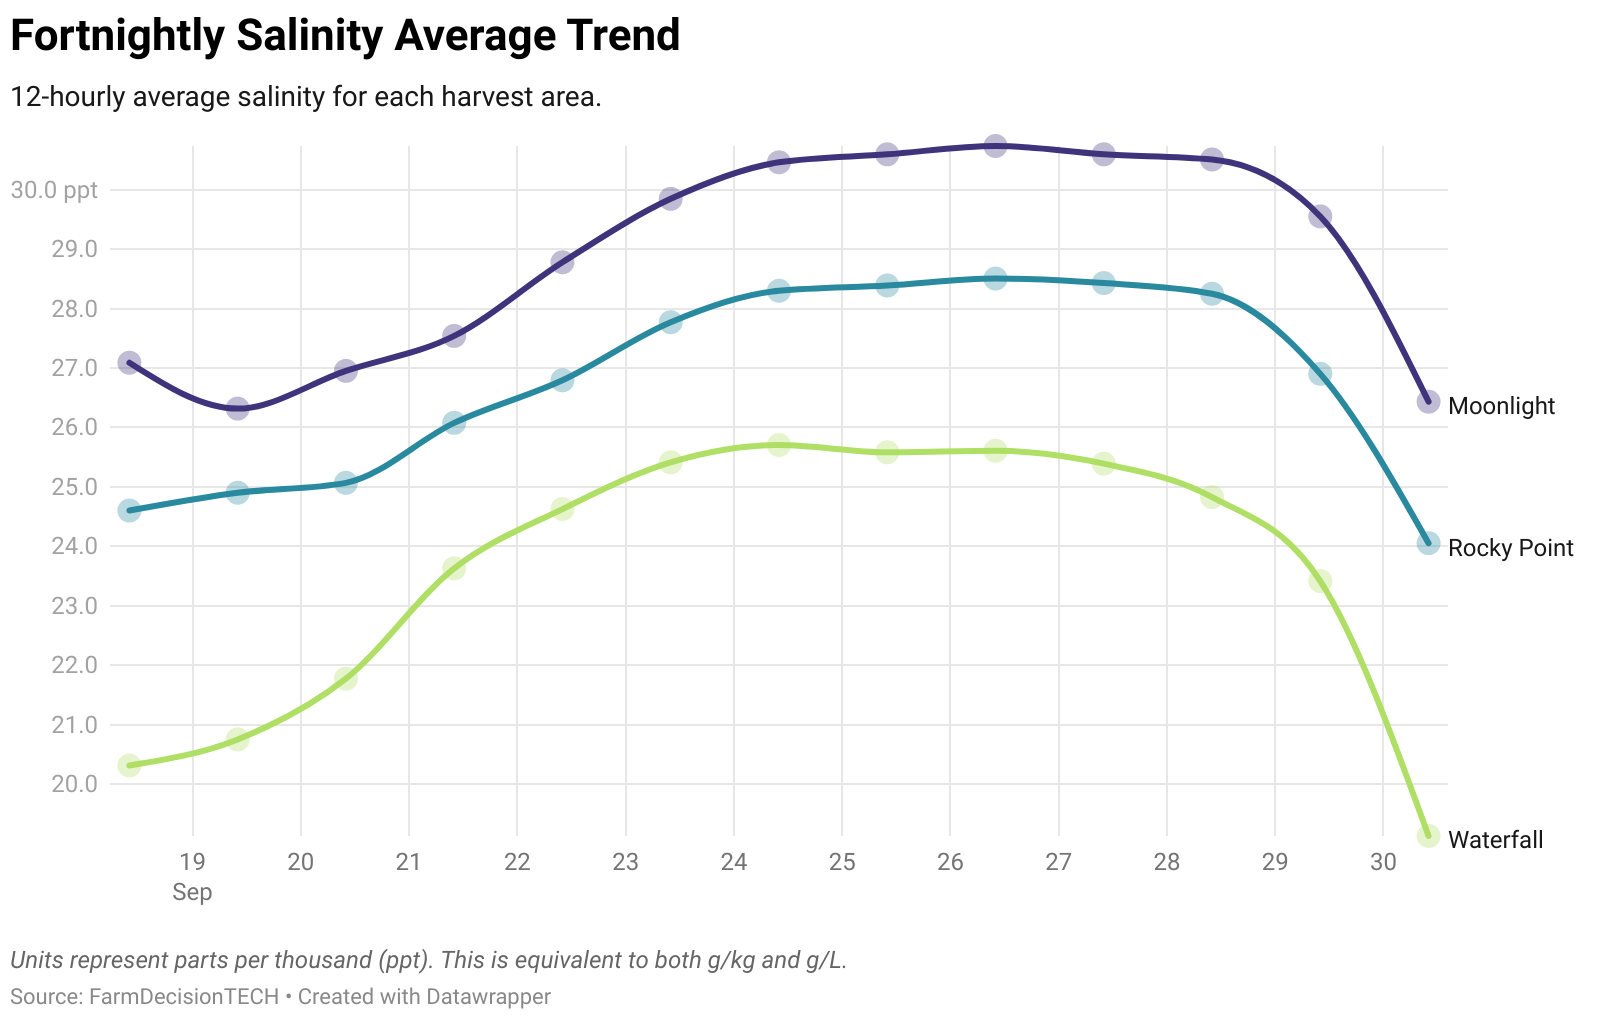 Fortnightly Salinity Average Trend
12-hourly average salinity for each harvest area.
30.0 ppt
29.0
28.0
27.0
26.0
25.0
24.0
23.0
22.0
21.0
20.0
Moonlight
Rocky Point
Waterfall
19 20 21 22 23 24 25 26 27 28 29 30
Sep
Units represent parts per thousand (ppt). This is equivalent to both g/kg and g/L.
Source: FarmDecisionTECH • Created with Datawrapper